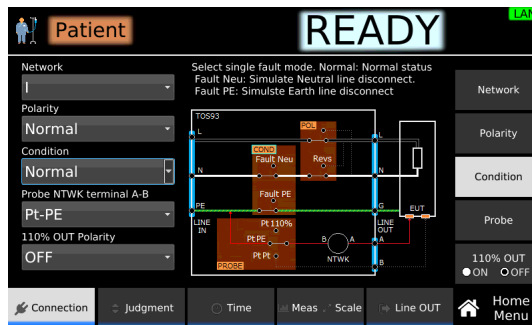 LAN
Patient
READY
Network
I
Polarity
Normal
Condition
Normal
Probe NTWK terminal A-B
Pt-PE
110% OUT Polarity
OFF
Select single fault mode. Normal: Normal status
Fault Neu: Simulate Neutral line disconnect.
Fault PE: Simulste Earth line disconnect
TOS93
POL
L
L
COND
Fault Neu
Revs
N
N
Fault PE
PE
G
EUT
LINE
IN
Pt110%
LINE
OUT
Pt PE
B
A
A
Pt Pt
NTWK
B
PROBE
Network
Polarity
Condition
Probe
110% OUT
ON OFF
Connection
Judgment
Time
Meas Scale
Line OUT
Home
Menu